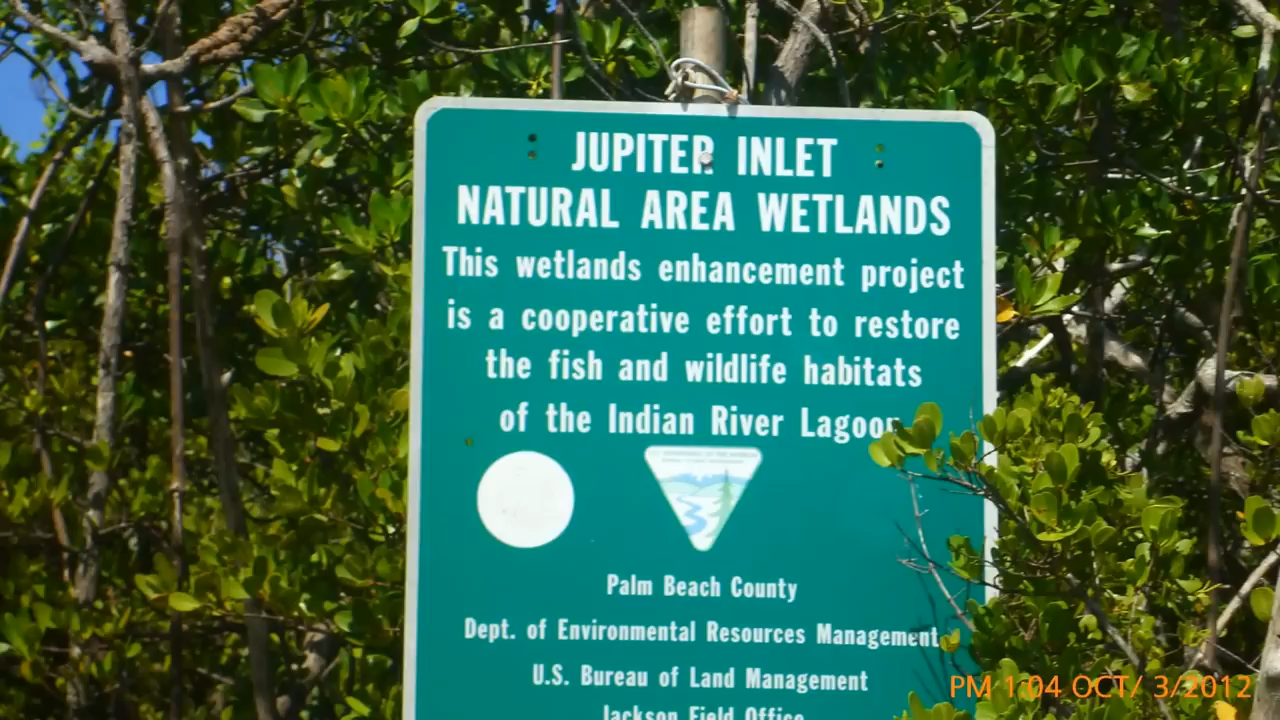 JUPITER INLET
NATURAL AREA WETLANDS
This wetlands enhancement project
is a cooperative effort to restore
the fish and wildlife habitats
of the Indian River Lagoon
Palm Beach County
Dept. of Environmental Resources Management
U.S. Bureau of Land Management
Jackson Field Office
PM 1:04 OCT/ 3/2012